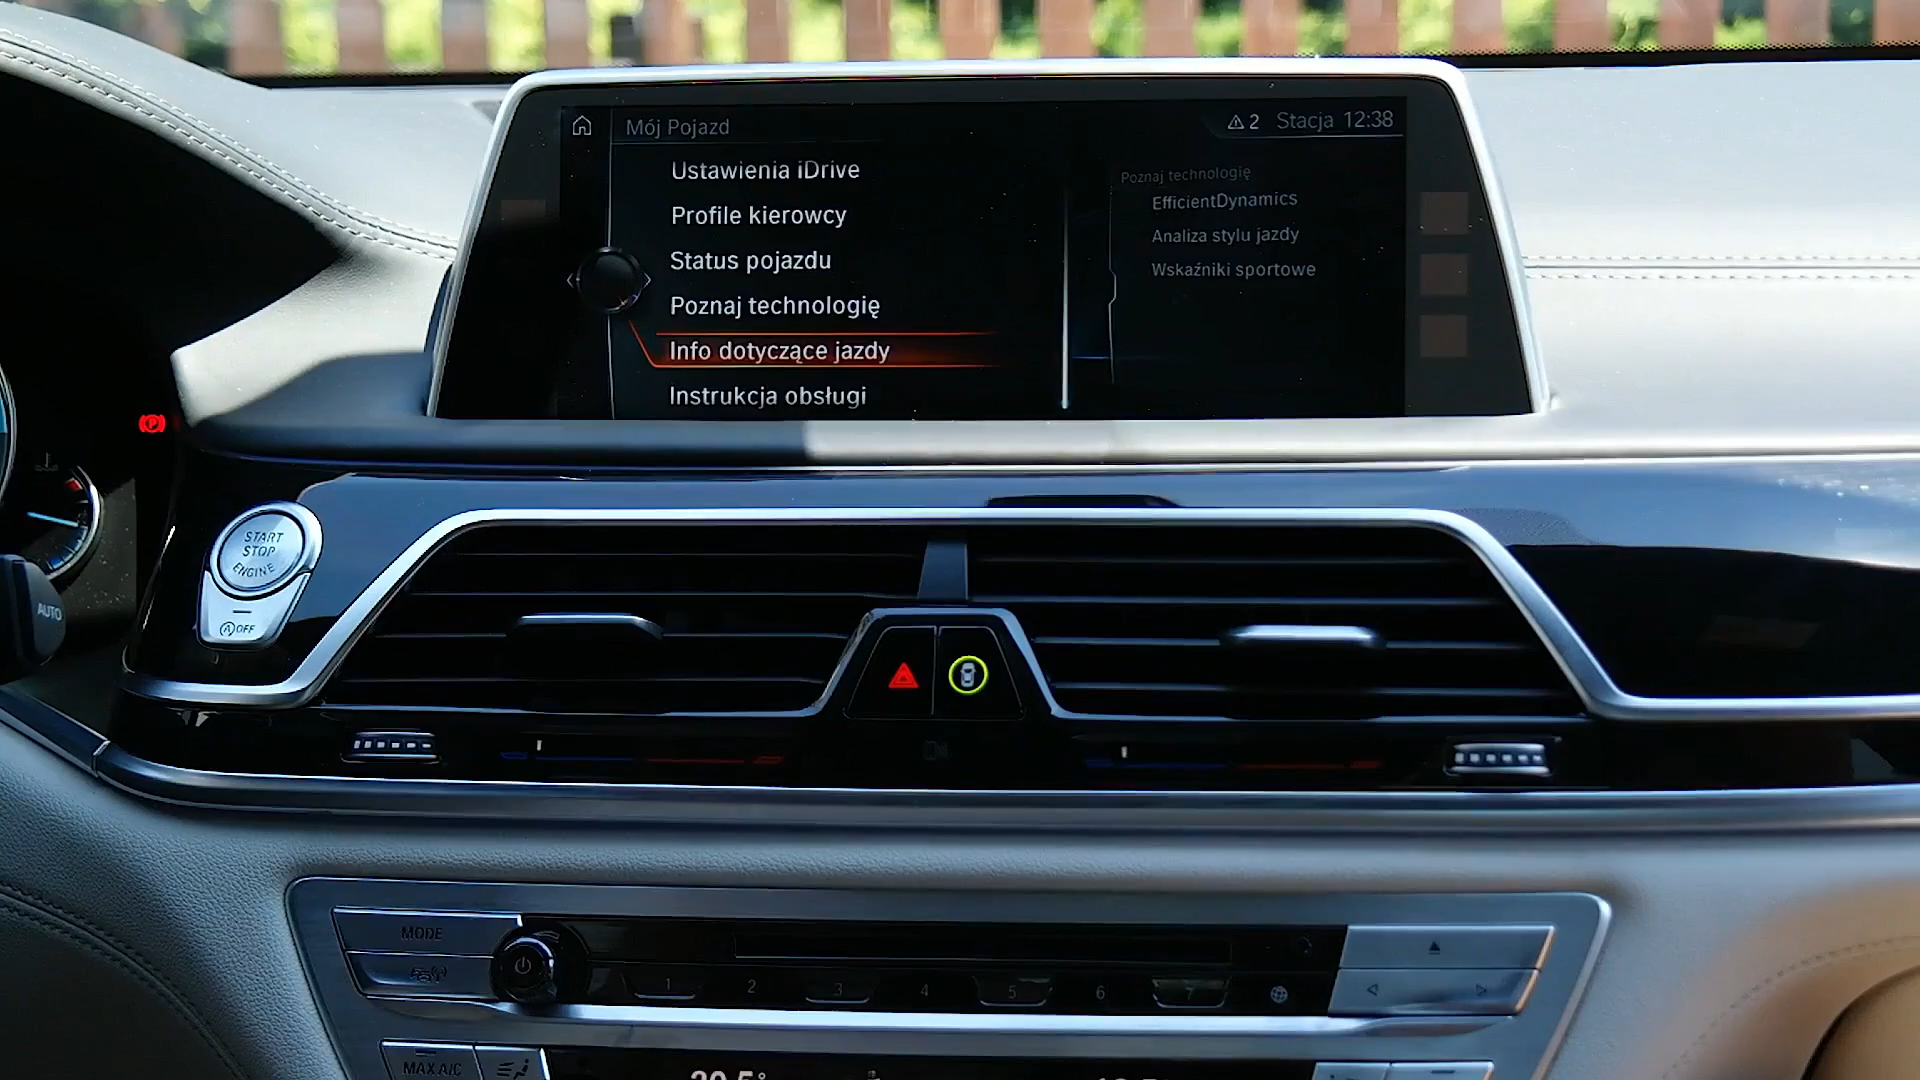 Mój Pojazd
2 Stacja 12:38
Ustawienia iDrive
Profile kierowcy
Status pojazdu
Poznaj technologię
Info dotyczące jazdy
Instrukcja obsługi
Poznaj technologię
EfficientDynamics
Analiza stylu jazdy
Wskaźniki sportowe
P
START
STOP
ENGINE
A OFF
AUTO
MODE
1 2 3 4 5 6 7
MAX A/C